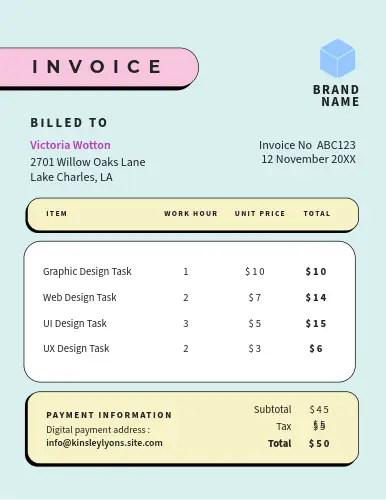 INVOICE
BRAND
NAME
BILLED TO
Victoria Wotton
2701 Willow Oaks Lane
Lake Charles, LA
Invoice No ABC123
12 November 20XX
ITEM WORK HOUR UNIT PRICE TOTAL
Graphic Design Task 1 $10 $10
Web Design Task 2 $7 $14
UI Design Task 3 $5 $15
UX Design Task 2 $3 $6
PAYMENT INFORMATION
Digital payment address :
info@kinsleylyons.site.com
Subtotal $45
Tax
Total $50